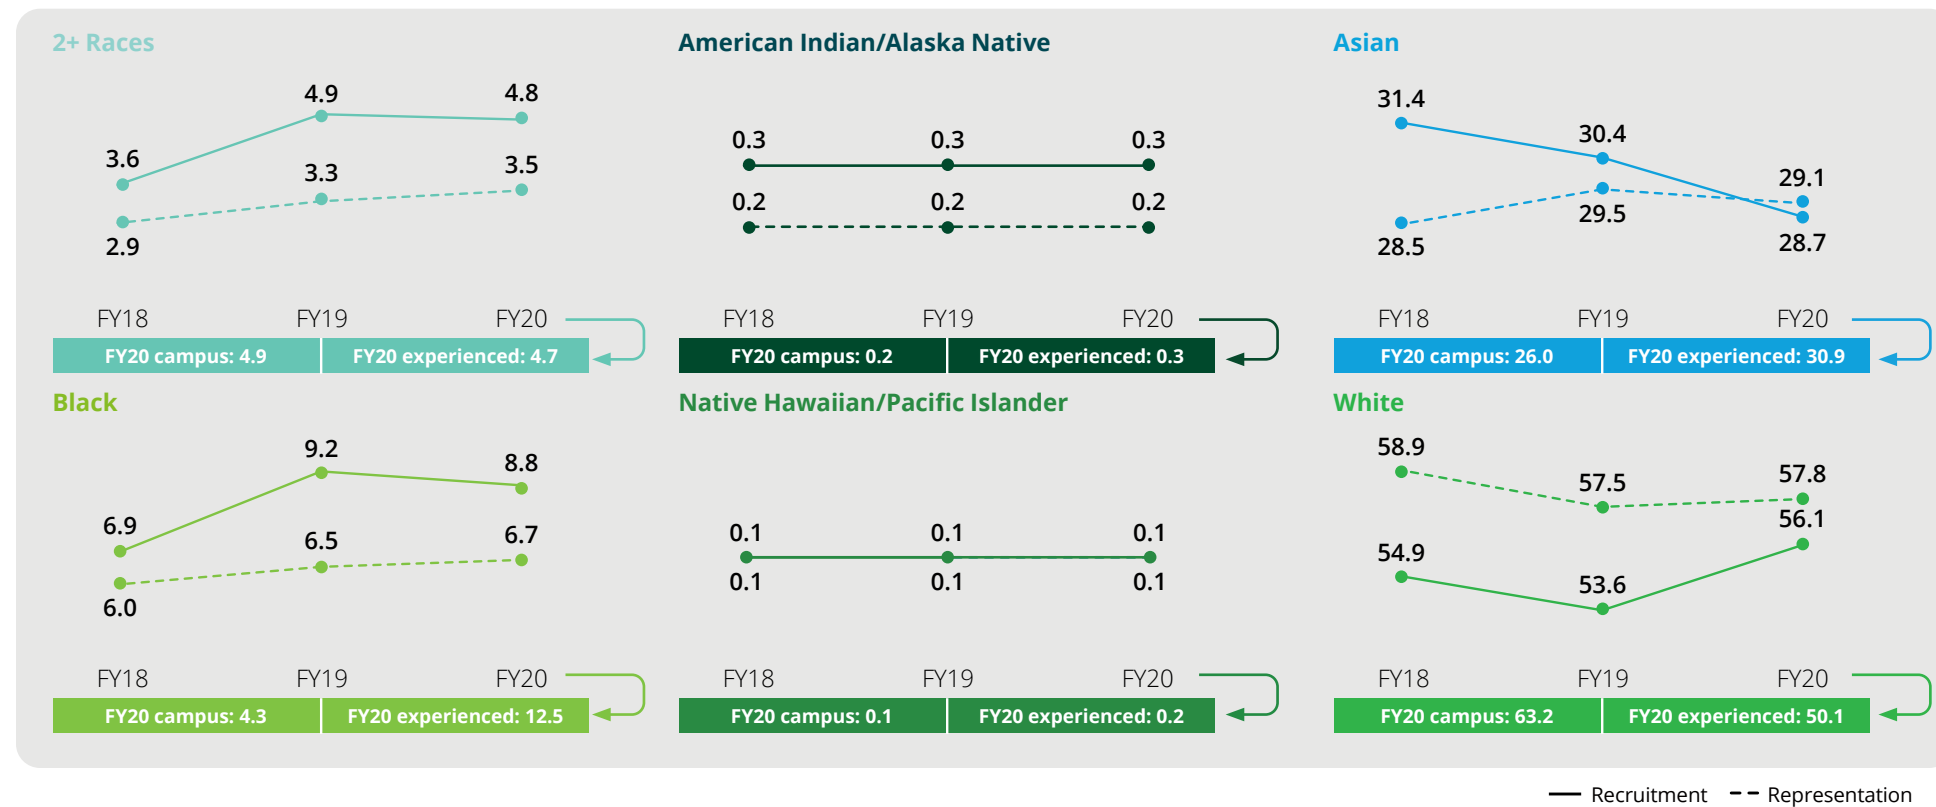 2+ Races
4.9
4.8
3.6
3.5
3.3
2.9
FY18 FY19 FY20
FY20 campus: 4.9 FY20 experienced: 4.7
American Indian/Alaska Native
0.3 0.3 0.3
0.2 0.2 0.2
FY18 FY19 FY20
FY20 campus: 0.2 FY20 experienced: 0.3
Asian
31.4
30.4
29.1
29.5
28.5
28.7
FY18 FY19 FY20
FY20 campus: 26.0 FY20 experienced: 30.9
Black
9.2
8.8
6.9
6.7
6.5
6.0
FY18 FY19 FY20
FY20 campus: 4.3 FY20 experienced: 12.5
Native Hawaiian/Pacific Islander
0.1 0.1 0.1
0.1 0.1 0.1
FY18 FY19 FY20
FY20 campus: 0.1 FY20 experienced: 0.2
White
58.9
57.8
57.5
56.1
54.9
53.6
FY18 FY19 FY20
FY20 campus: 63.2 FY20 experienced: 50.1
Recruitment Representation